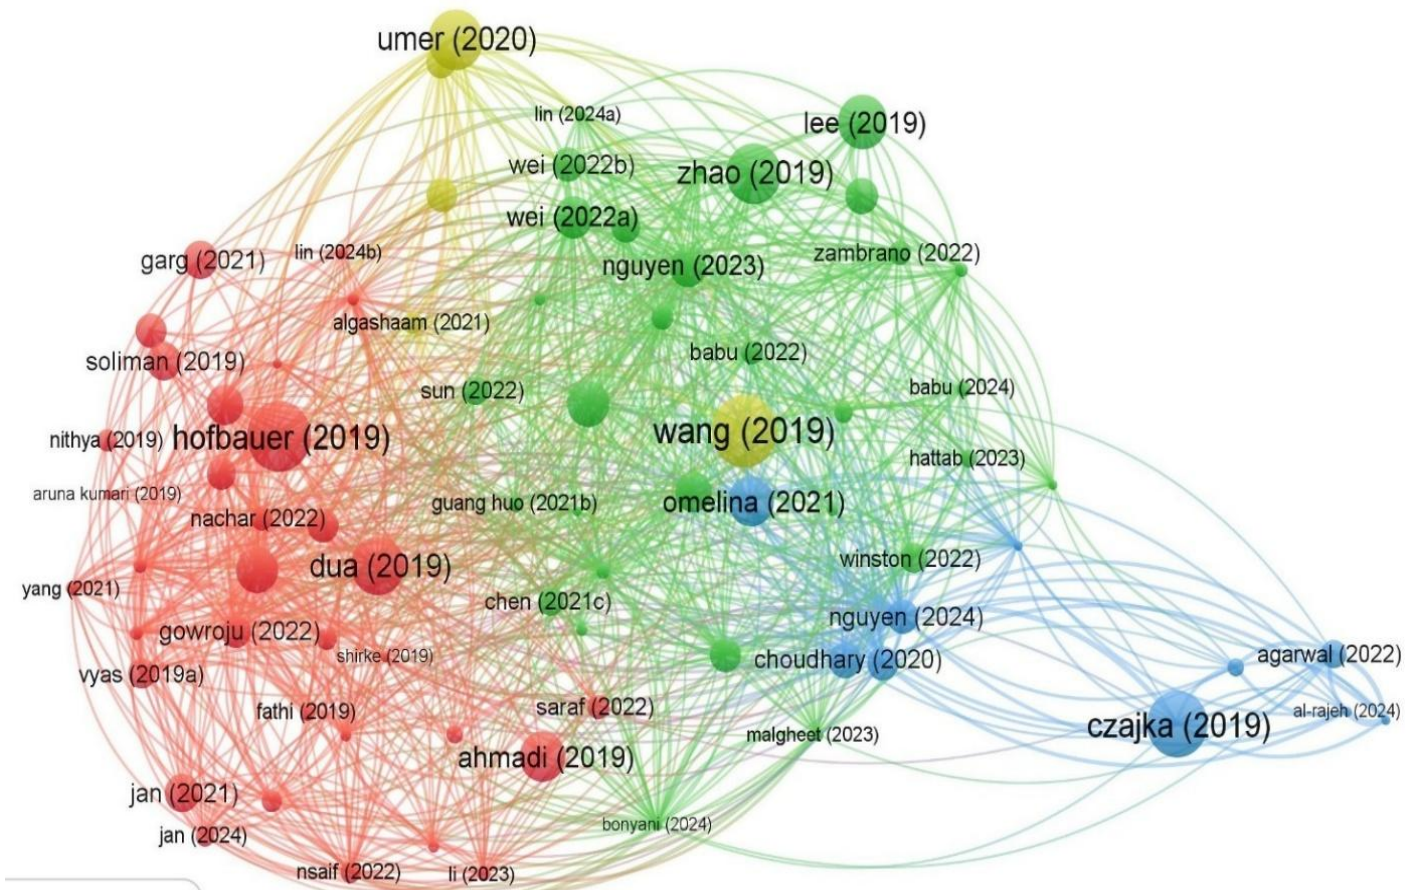 umer (2020)
lin (2024a)
lee (2019)
wei (2022b)
zhao (2019)
wei (2022a)
lin (2024b)
zambrano (2022)
garg (2021)
nguyen (2023)
algashaam (2021)
babu (2022)
soliman (2019)
sun (2022)
babu (2024)
wang (2019)
hofbauer (2019)
nithya (2019)
hattab (2023)
aruna kumari (2019)
guang huo (2021b)
omelina (2021)
nachar (2022)
winston (2022)
dua (2019)
yang (2021)
chen (2021c)
nguyen (2024)
gowroju (2022)
shirke (2019)
choudhary (2020)
agarwal (2022)
vyas (2019a)
fathi (2019)
saraf (2022)
al-rajeh (2024)
malgheet (2023)
czajka (2019)
ahmadi (2019)
jan (2021)
bonyani (2024)
jan (2024)
nsaif (2022)
li (2023)